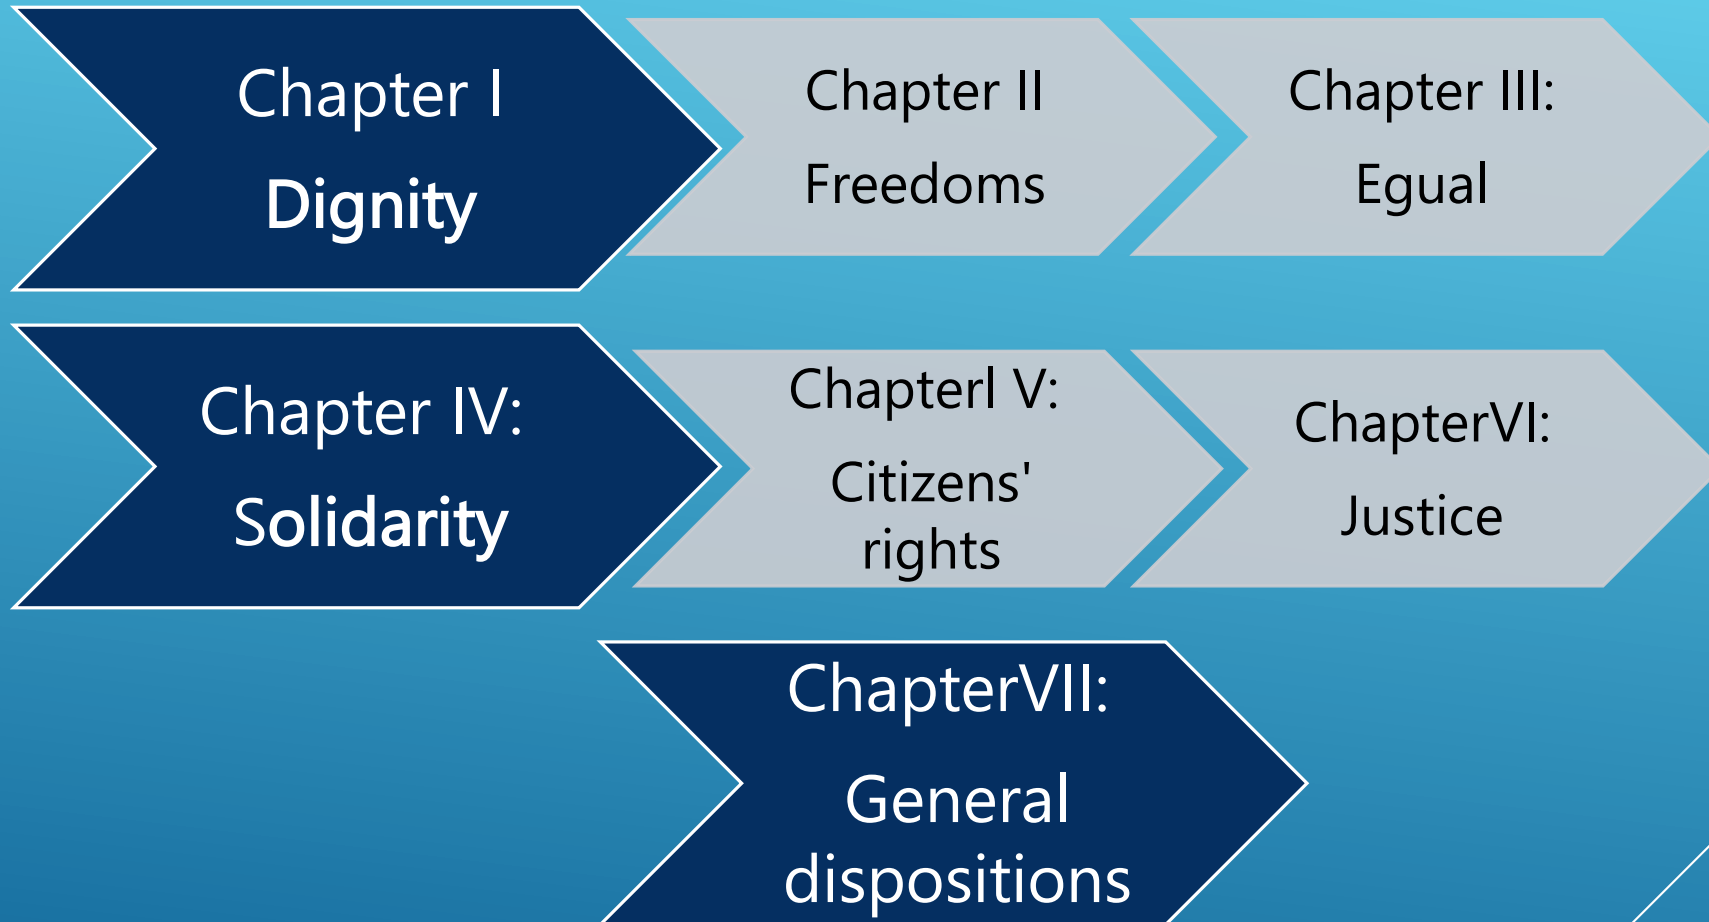 Chapter I
Dignity
Chapter II
Freedoms
Chapter III:
Egual
Chapter IV:
Solidarity
Chapterl V:
Citizens'
rights
ChapterVI:
Justice
ChapterVII:
General
dispositions